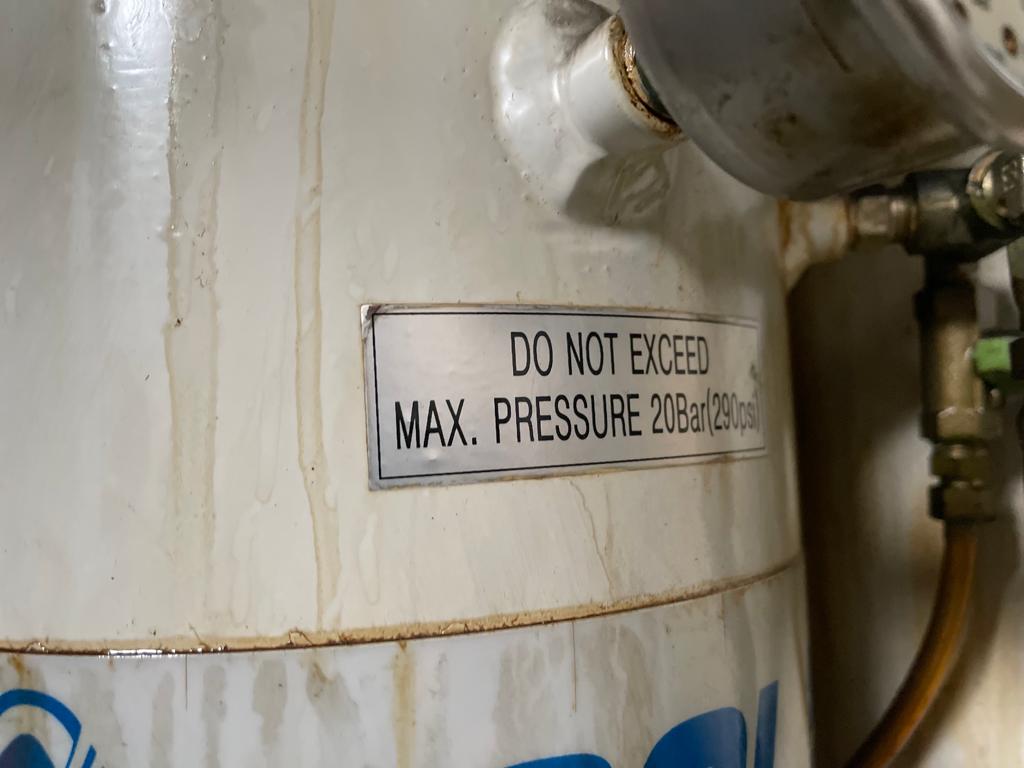 DO NOT EXCEED
MAX. PRESSURE 20Bar(290psi)